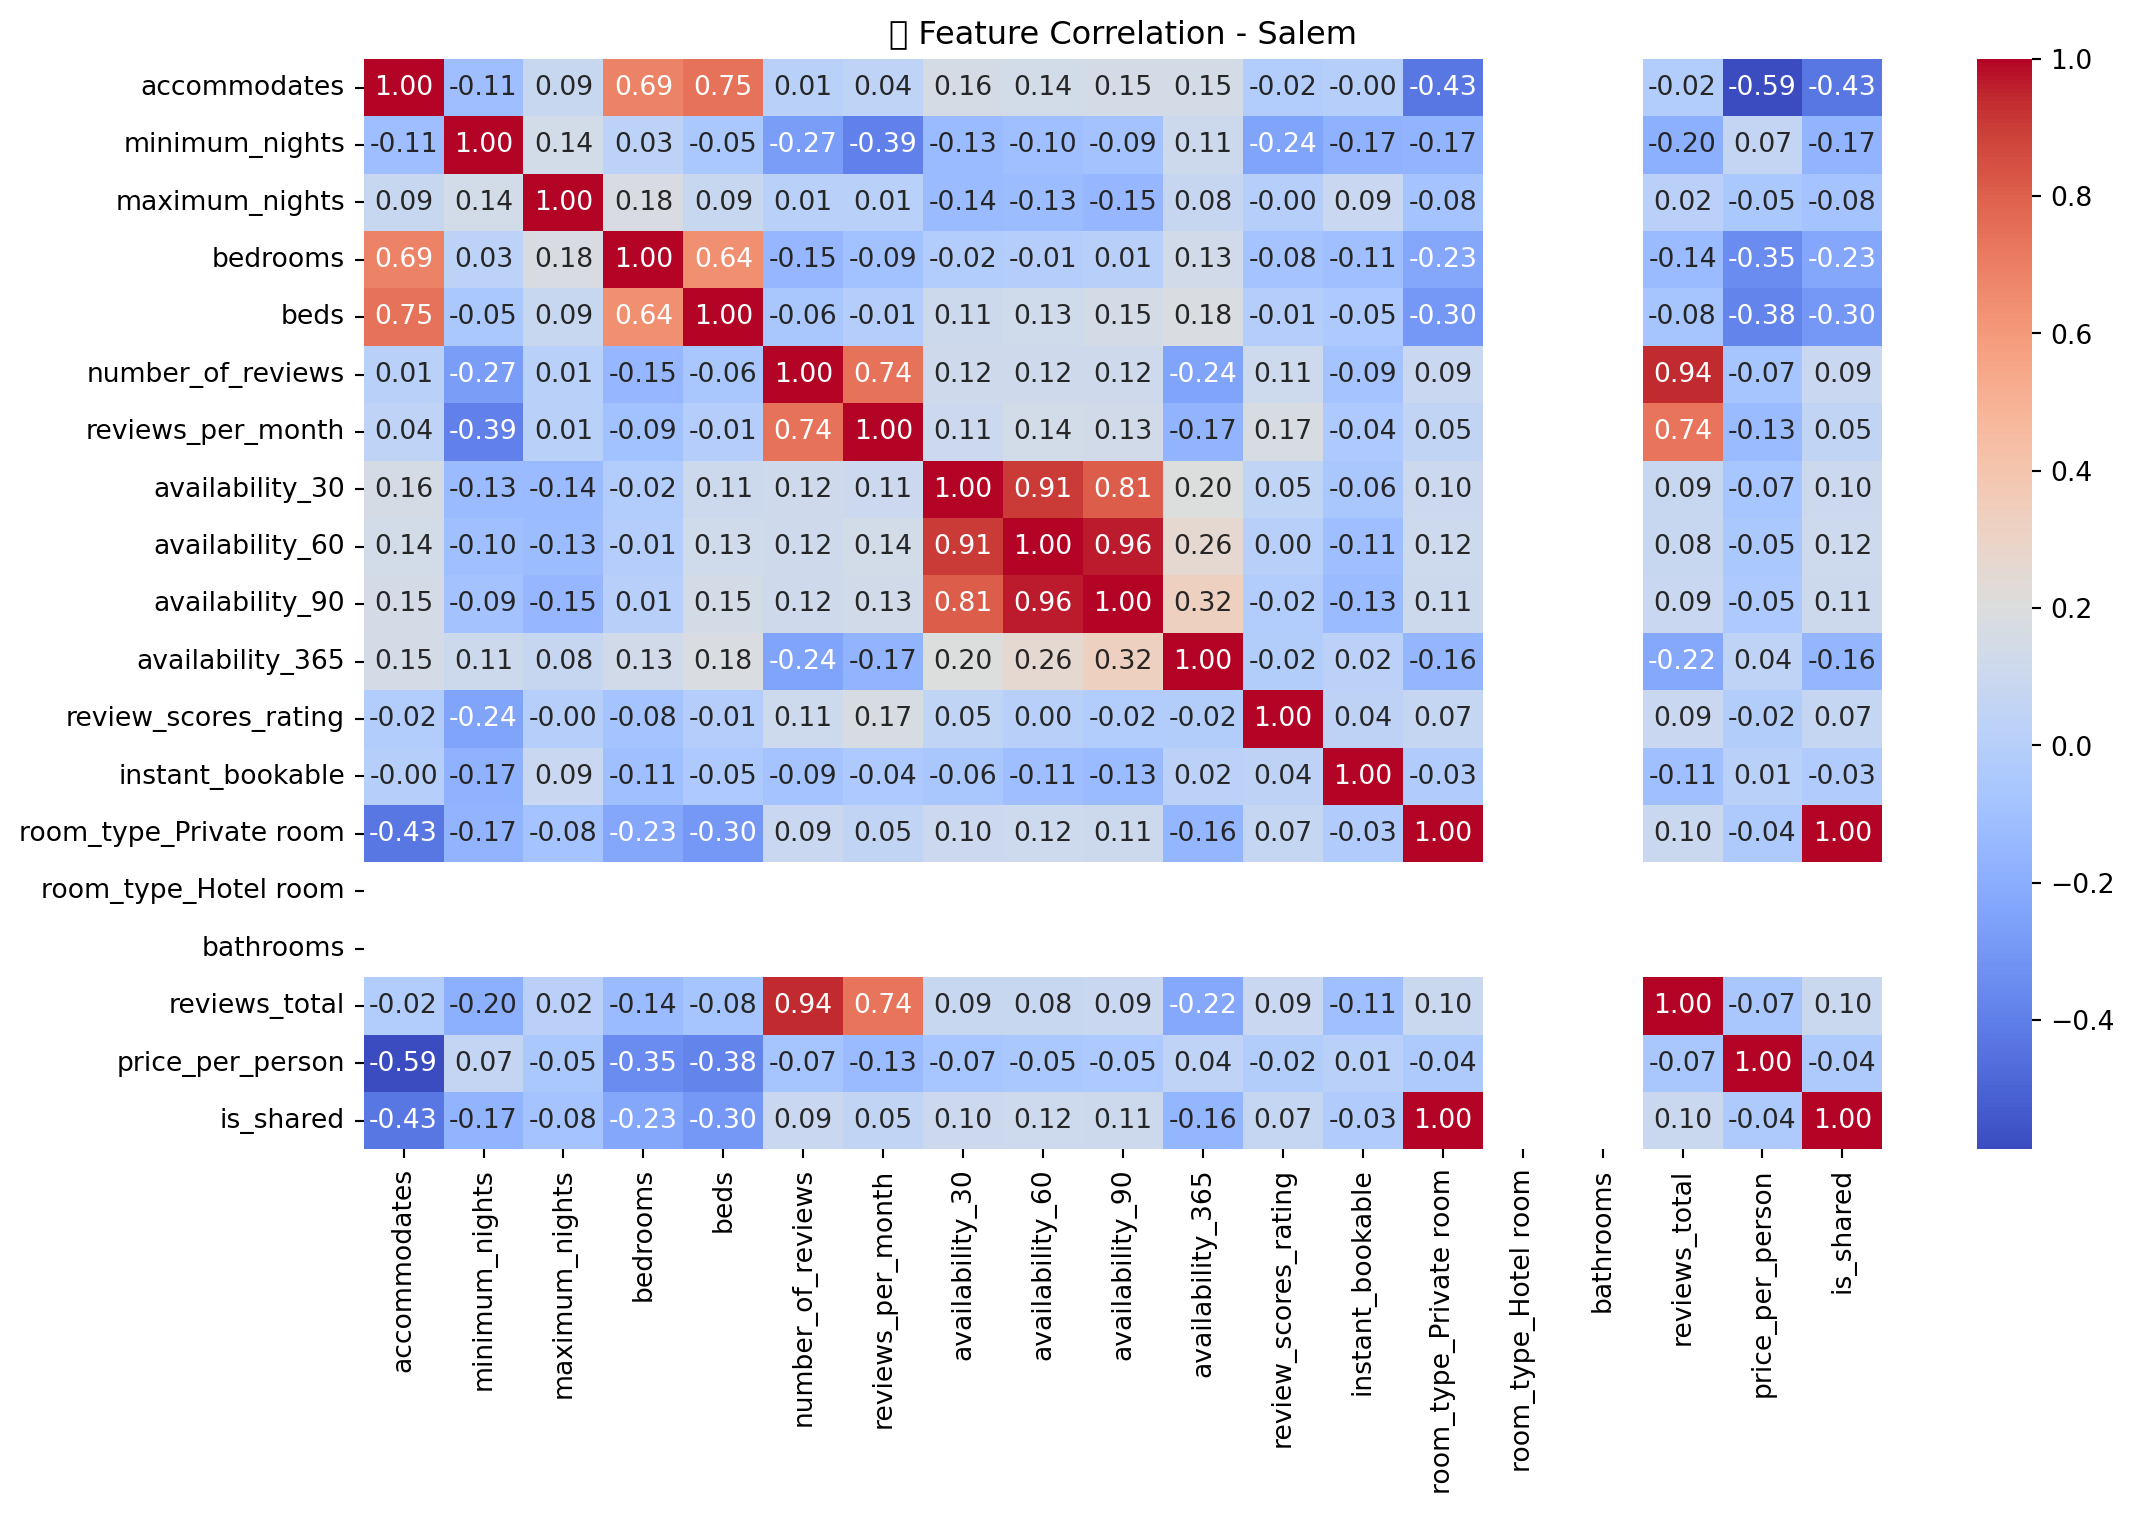 ▯ Feature Correlation - Salem
accommodates 1.00 -0.11 0.09 0.69 0.75 0.01 0.04 0.16 0.14 0.15 0.15 -0.02 -0.00 -0.43 -0.02 -0.59 -0.43
minimum_nights -0.11 1.00 0.14 0.03 -0.05 -0.27 -0.39 -0.13 -0.10 -0.09 0.11 -0.24 -0.17 -0.17 -0.20 0.07 -0.17
maximum_nights 0.09 0.14 1.00 0.18 0.09 0.01 0.01 -0.14 -0.13 -0.15 0.08 -0.00 0.09 -0.08 0.02 -0.05 -0.08
bedrooms 0.69 0.03 0.18 1.00 0.64 -0.15 -0.09 -0.02 -0.01 0.01 0.13 -0.08 -0.11 -0.23 -0.14 -0.35 -0.23
beds 0.75 -0.05 0.09 0.64 1.00 -0.06 -0.01 0.11 0.13 0.15 0.18 -0.01 -0.05 -0.30 -0.08 -0.38 -0.30
number_of_reviews 0.01 -0.27 0.01 -0.15 -0.06 1.00 0.74 0.12 0.12 0.12 -0.24 0.11 -0.09 0.09 0.94 -0.07 0.09
reviews_per_month 0.04 -0.39 0.01 -0.09 -0.01 0.74 1.00 0.11 0.14 0.13 -0.17 0.17 -0.04 0.05 0.74 -0.13 0.05
availability_30 0.16 -0.13 -0.14 -0.02 0.11 0.12 0.11 1.00 0.91 0.81 0.20 0.05 -0.06 0.10 0.09 -0.07 0.10
availability_60 0.14 -0.10 -0.13 -0.01 0.13 0.12 0.14 0.91 1.00 0.96 0.26 0.00 -0.11 0.12 0.08 -0.05 0.12
availability_90 0.15 -0.09 -0.15 0.01 0.15 0.12 0.13 0.81 0.96 1.00 0.32 -0.02 -0.13 0.11 0.09 -0.05 0.11
availability_365 0.15 0.11 0.08 0.13 0.18 -0.24 -0.17 0.20 0.26 0.32 1.00 -0.02 0.02 -0.16 -0.22 0.04 -0.16
review_scores_rating -0.02 -0.24 -0.00 -0.08 -0.01 0.11 0.17 0.05 0.00 -0.02 -0.02 1.00 0.04 0.07 0.09 -0.02 0.07
instant_bookable -0.00 -0.17 0.09 -0.11 -0.05 -0.09 -0.04 -0.06 -0.11 -0.13 0.02 0.04 1.00 -0.03 -0.11 0.01 -0.03
room_type_Private room -0.43 -0.17 -0.08 -0.23 -0.30 0.09 0.05 0.10 0.12 0.11 -0.16 0.07 -0.03 1.00 0.10 -0.04 1.00
room_type_Hotel room
bathrooms
reviews_total -0.02 -0.20 0.02 -0.14 -0.08 0.94 0.74 0.09 0.08 0.09 -0.22 0.09 -0.11 0.10 1.00 -0.07 0.10
price_per_person -0.59 0.07 -0.05 -0.35 -0.38 -0.07 -0.13 -0.07 -0.05 -0.05 0.04 -0.02 0.01 -0.04 -0.07 1.00 -0.04
is_shared -0.43 -0.17 -0.08 -0.23 -0.30 0.09 0.05 0.10 0.12 0.11 -0.16 0.07 -0.03 1.00 0.10 -0.04 1.00
accommodates
minimum_nights
maximum_nights
bedrooms
beds
number_of_reviews
reviews_per_month
availability_30
availability_60
availability_90
availability_365
review_scores_rating
instant_bookable
room_type_Private room
room_type_Hotel room
bathrooms
reviews_total
price_per_person
is_shared
1.0
0.8
0.6
0.4
0.2
0.0
−0.2
−0.4